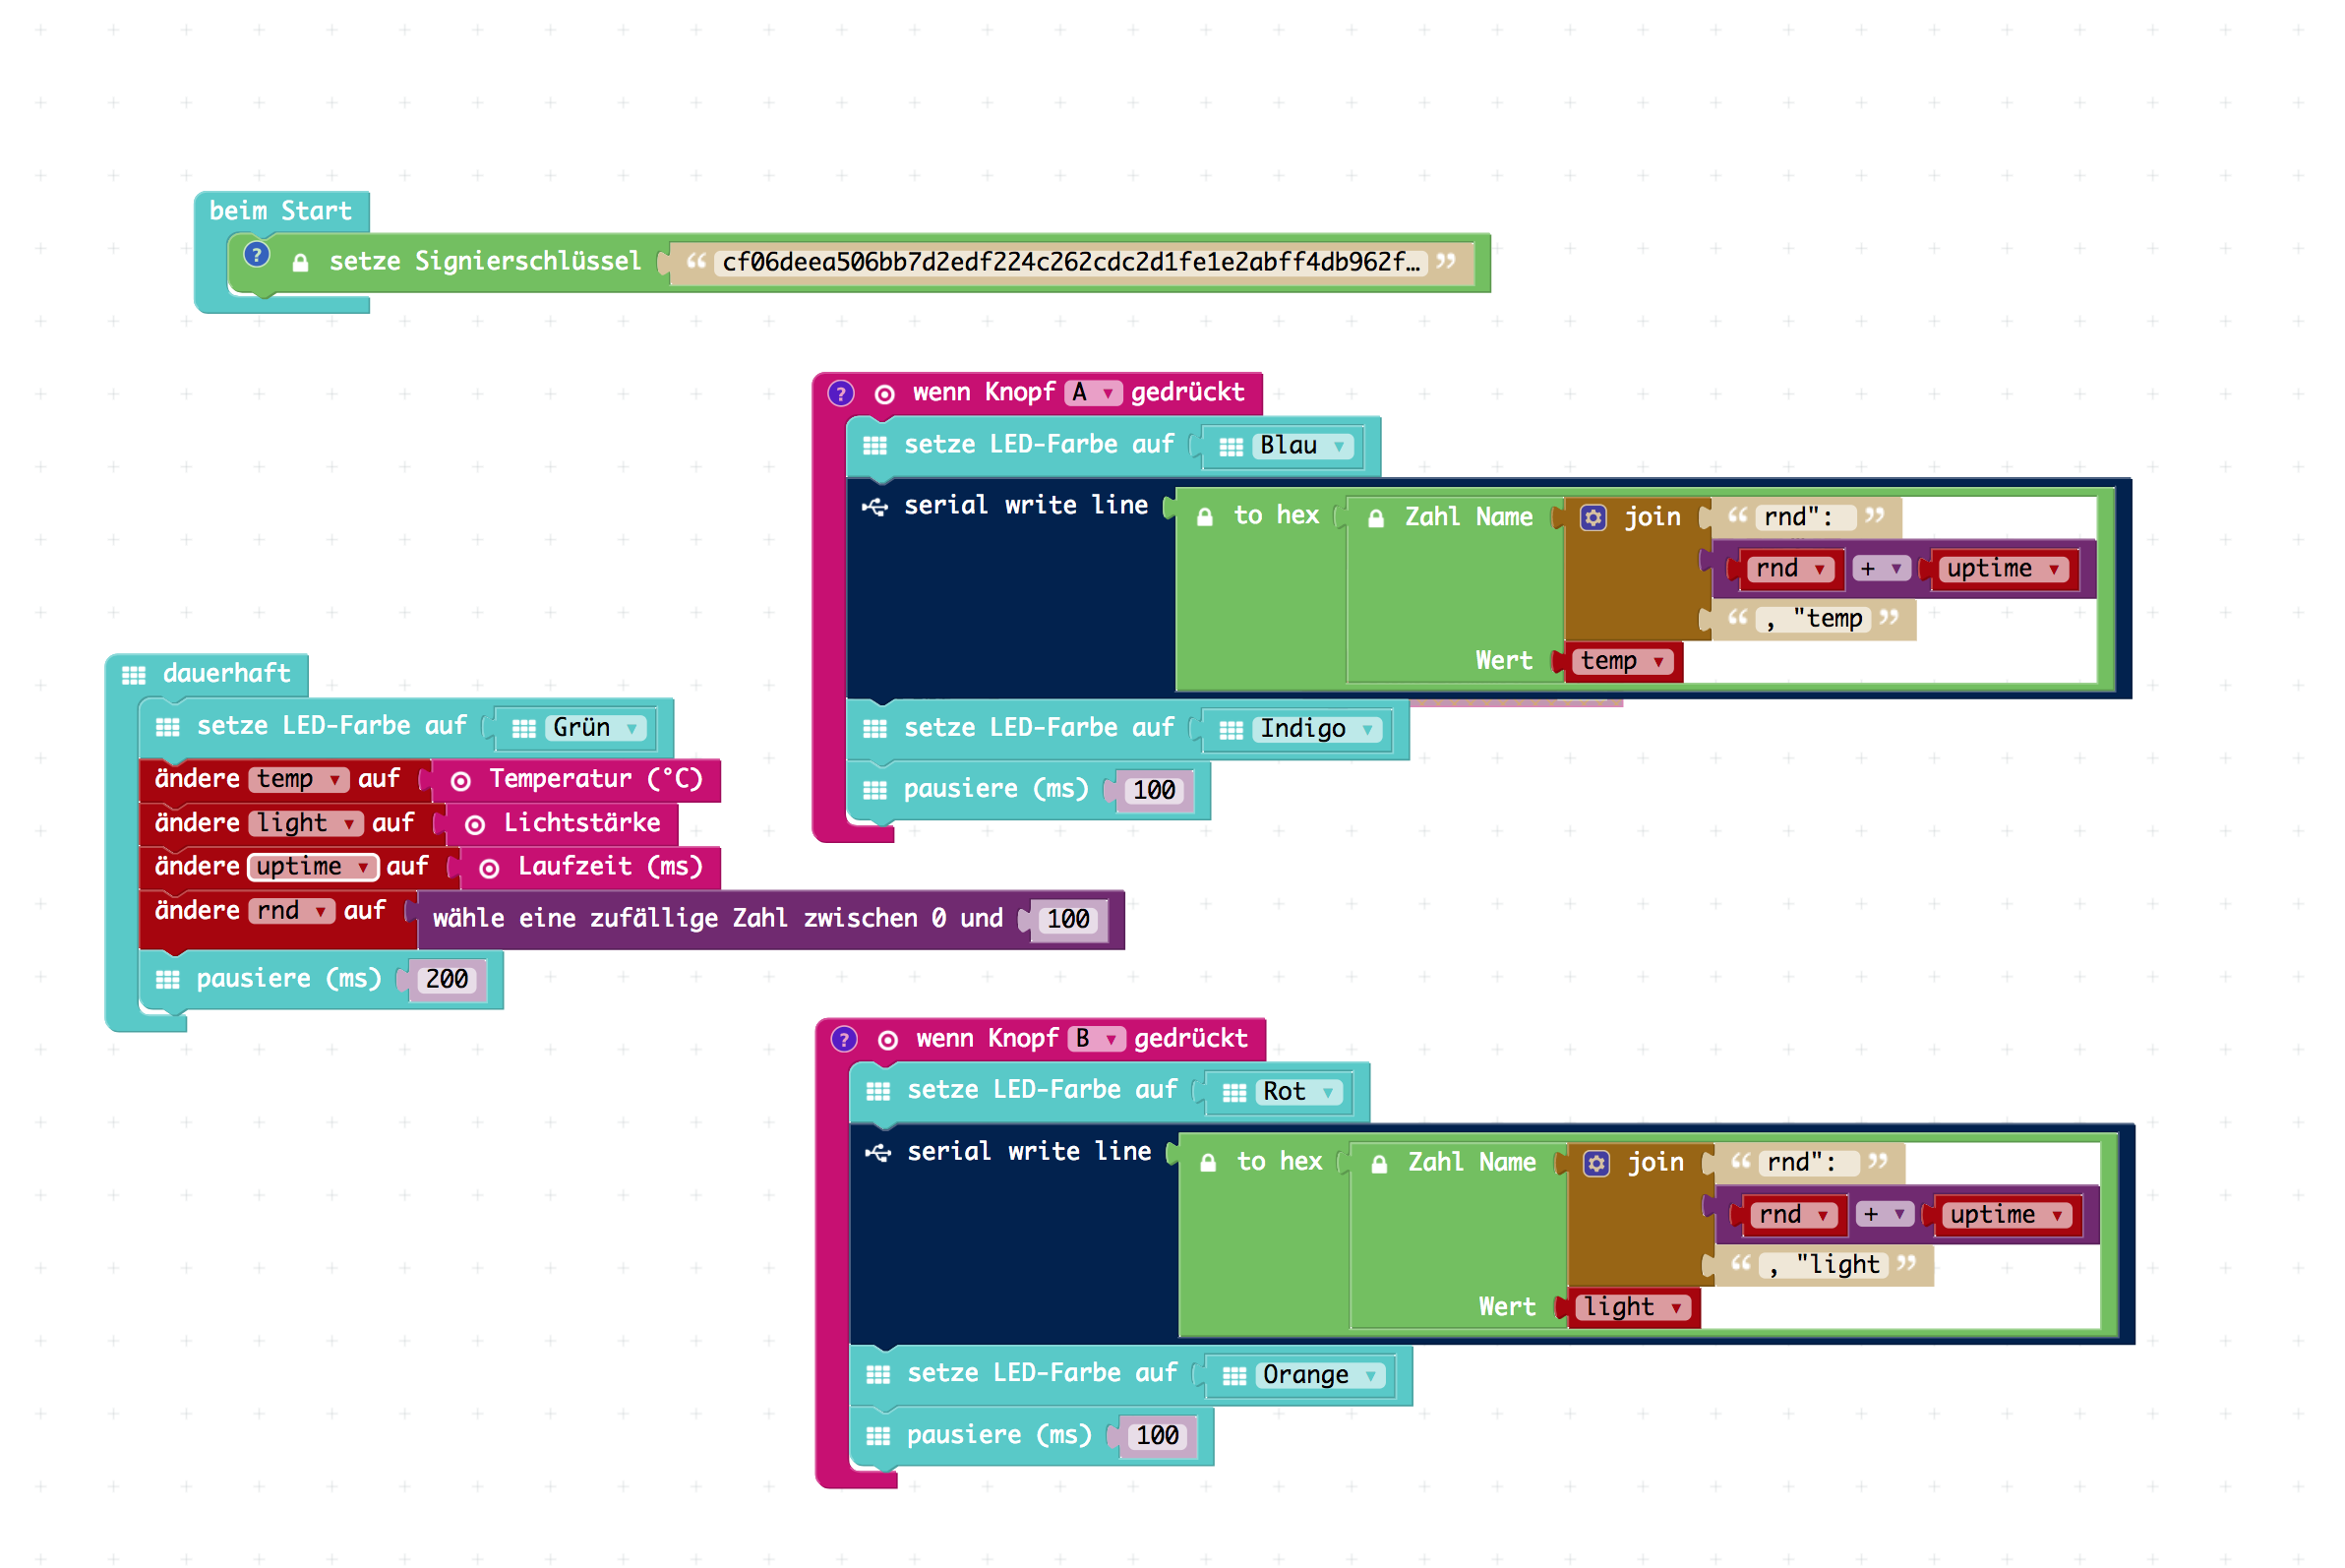 beim Start
? setze Signierschlüssel “ cf06deea506bb7d2edf224c262cdc2d1fe1e2abff4db962f… ”
? wenn Knopf A gedrückt
setze LED-Farbe auf Blau
serial write line to hex Zahl Name join “ rnd": ”
rnd + uptime
“ , "temp ”
Wert temp
setze LED-Farbe auf Indigo
pausiere (ms) 100
dauerhaft
setze LED-Farbe auf Grün
ändere temp auf Temperatur (°C)
ändere light auf Lichtstärke
ändere uptime auf Laufzeit (ms)
ändere rnd auf wähle eine zufällige Zahl zwischen 0 und 100
pausiere (ms) 200
? wenn Knopf B gedrückt
setze LED-Farbe auf Rot
serial write line to hex Zahl Name join “ rnd": ”
rnd + uptime
“ , "light ”
Wert light
setze LED-Farbe auf Orange
pausiere (ms) 100